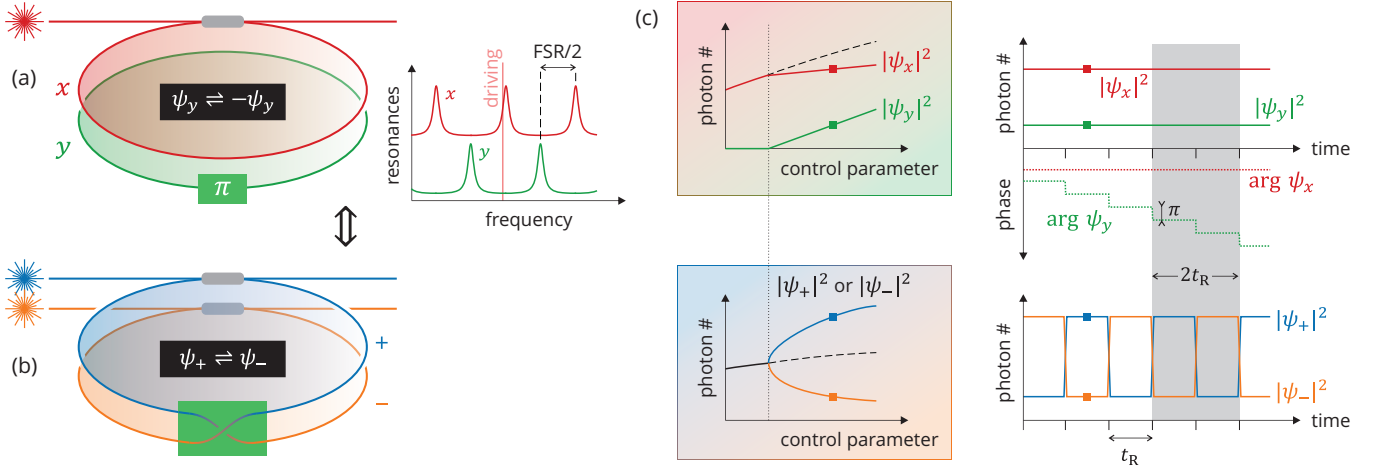 (a)
x
y
ψy ⇌ −ψy
π
resonances
driving
FSR/2
x
y
frequency
(b)
ψ+ ⇌ ψ−
+
−
(c)
photon #
|ψx|²
|ψy|²
control parameter
|ψ+|² or |ψ−|²
photon #
control parameter
photon #
|ψx|²
|ψy|²
time
phase
arg ψx
arg ψy
π
2tR
photon #
|ψ+|²
|ψ−|²
time
tR